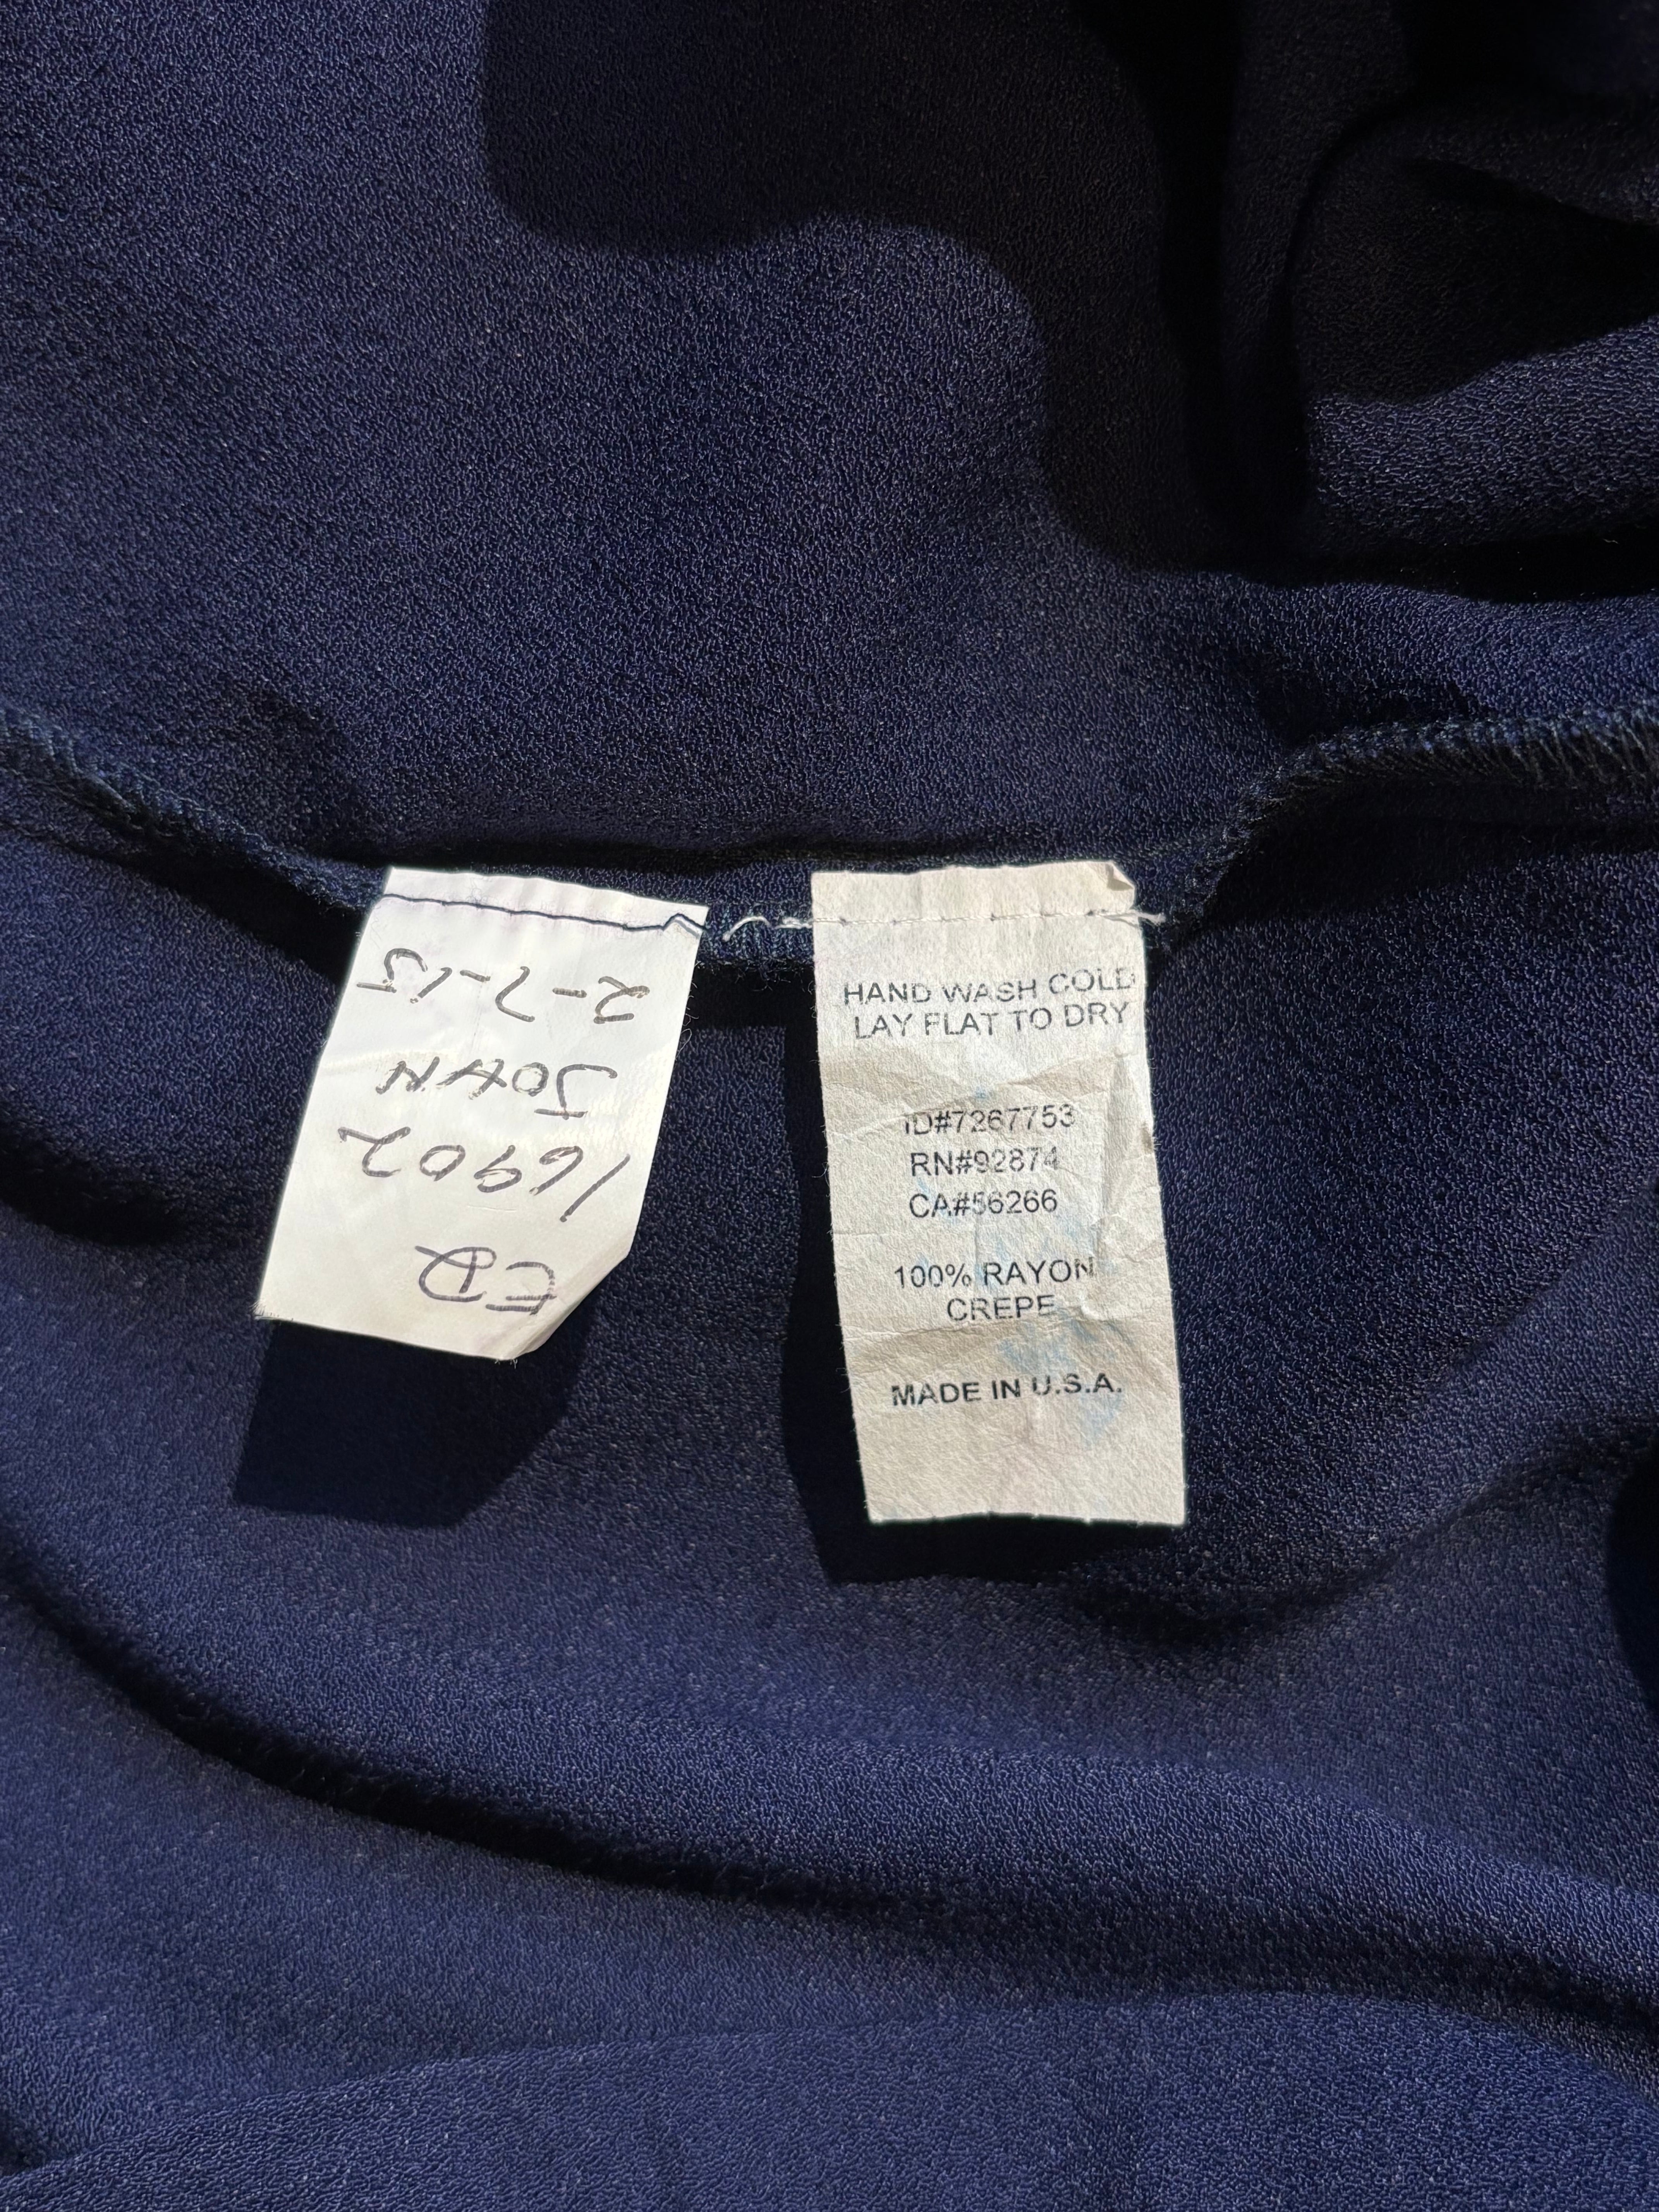 ED
16902
JOHN
2-7-15
HAND WASH COLD
LAY FLAT TO DRY
ID#7267753
RN#92874
CA#56266
100% RAYON
CREPE
MADE IN U.S.A.